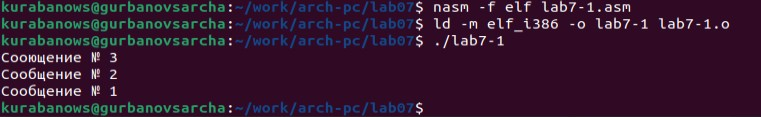 kurabanows@gurbanovsarcha:~/work/arch-pc/lab07$ nasm -f elf lab7-1.asm
kurabanows@gurbanovsarcha:~/work/arch-pc/lab07$ ld -m elf_i386 -o lab7-1 lab7-1.o
kurabanows@gurbanovsarcha:~/work/arch-pc/lab07$ ./lab7-1
Сооющение № 3
Сообщение № 2
Сообщение № 1
kurabanows@gurbanovsarcha:~/work/arch-pc/lab07$